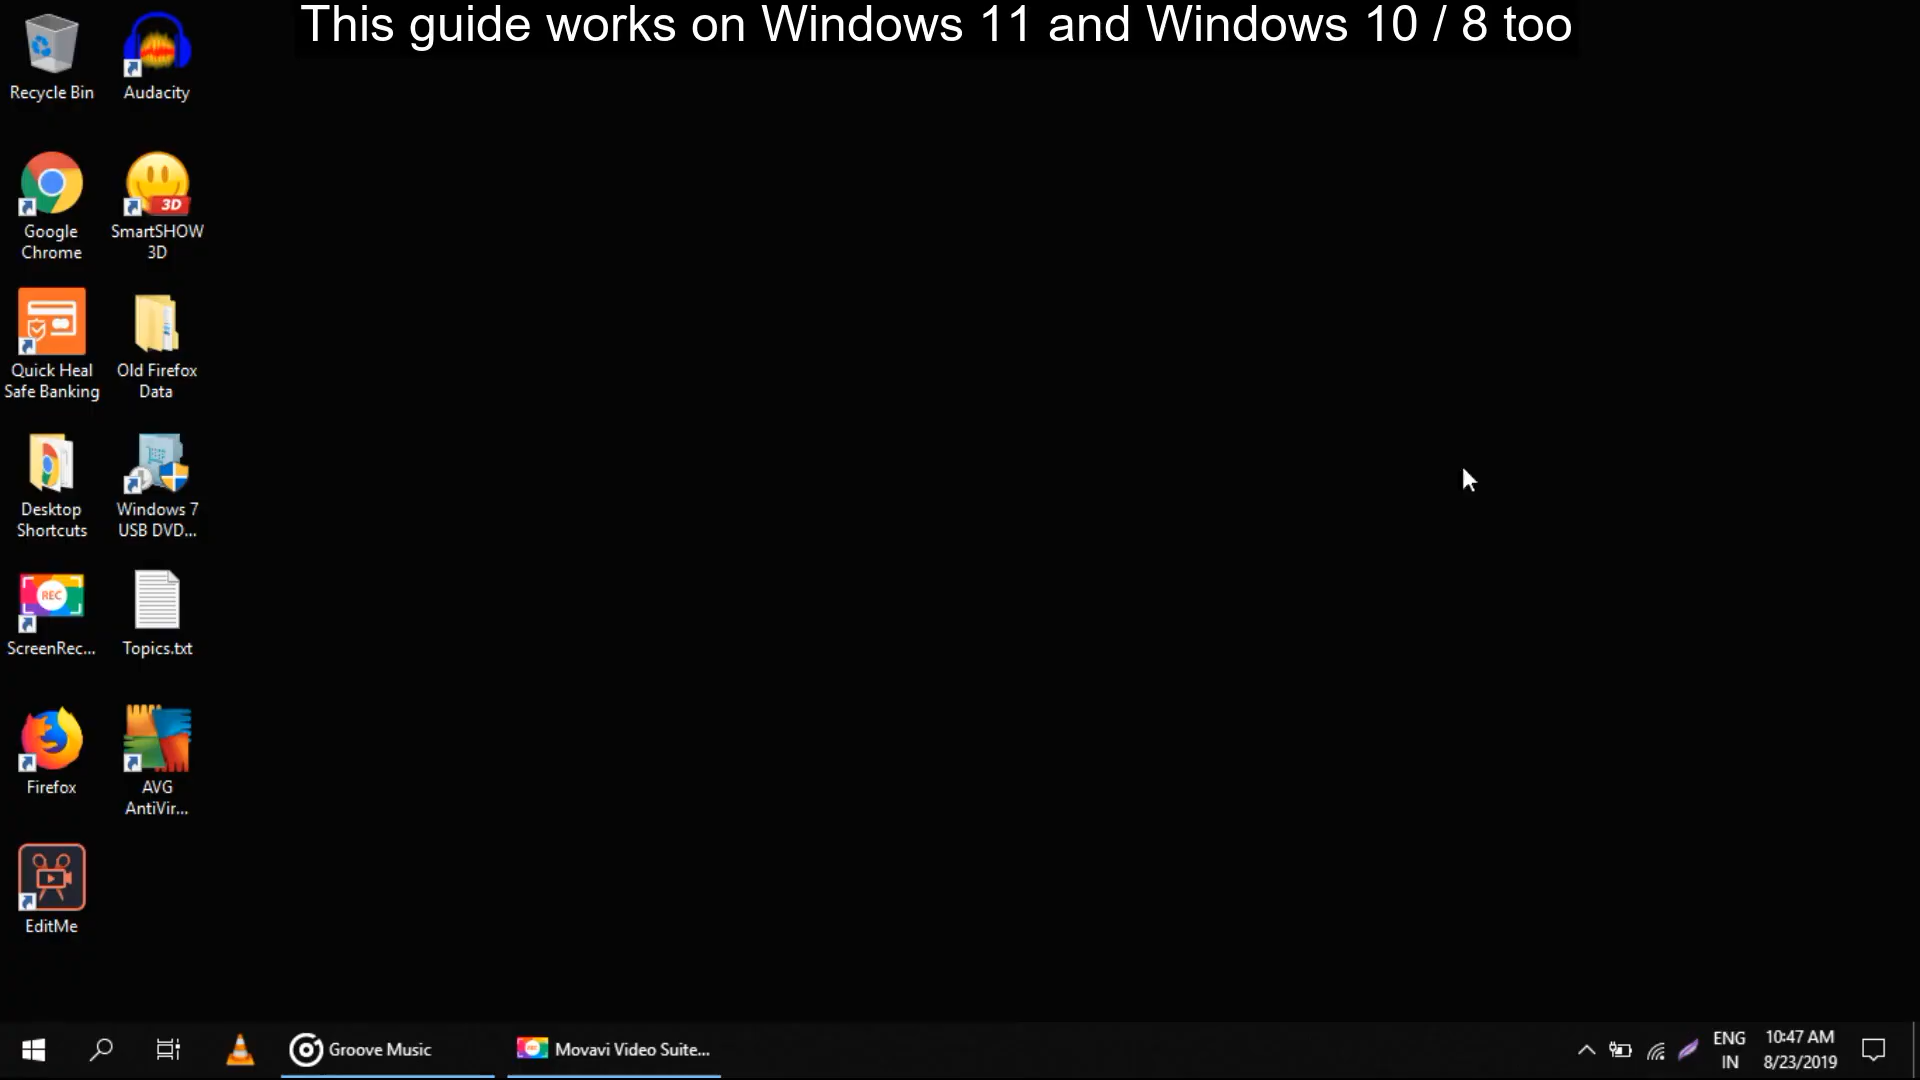 This guide works on Windows 11 and Windows 10 / 8 too
Recycle Bin
Audacity
Google
Chrome
3D
SmartSHOW
3D
Quick Heal
Safe Banking
Old Firefox
Data
Desktop
Shortcuts
Windows 7
USB DVD...
REC
ScreenRec...
Topics.txt
Firefox
AVG
AntiVir...
EditMe
Groove Music
Movavi Video Suite...
ENG
IN
10:47 AM
8/23/2019